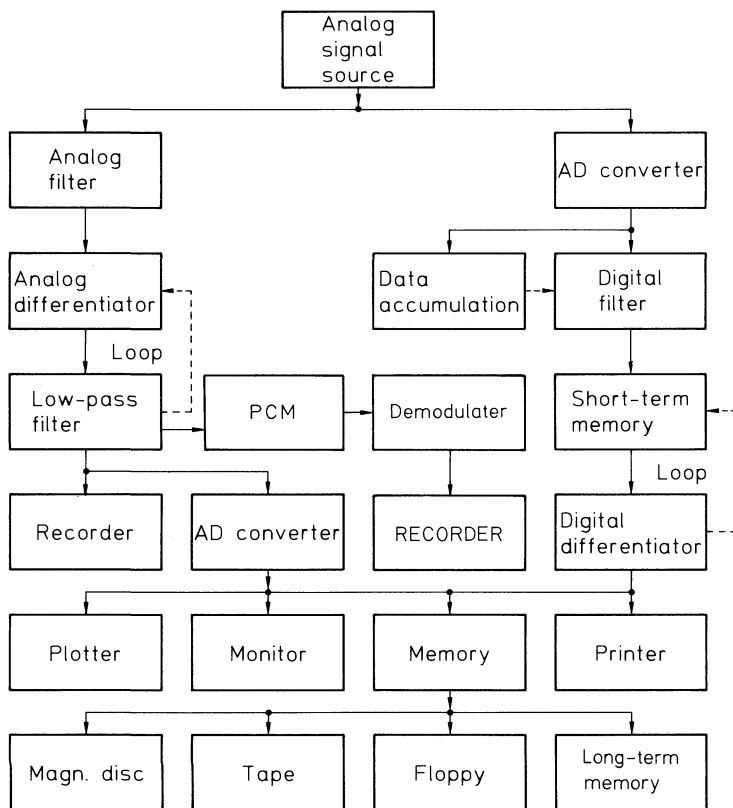 Analog
signal
source
Analog
filter
AD converter
Analog
differentiator
Data
accumulation
Digital
filter
Loop
Low-pass
filter
PCM
Demodulater
Short-term
memory
Loop
Recorder
AD converter
RECORDER
Digital
differentiator
Plotter
Monitor
Memory
Printer
Magn. disc
Tape
Floppy
Long-term
memory